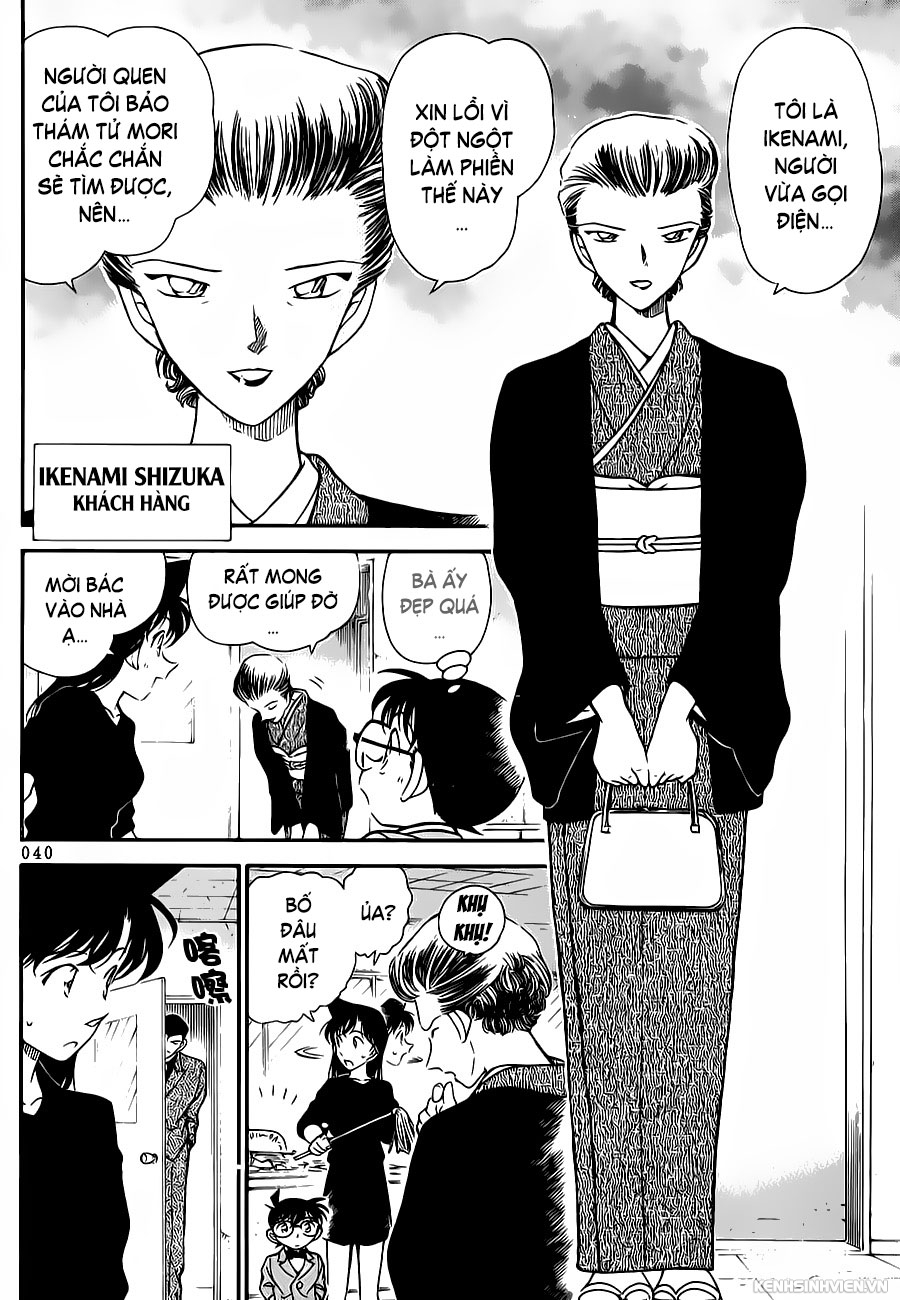 TÔI LÀ
IKENAMI,
NGƯỜI
VỪA GỌI
ĐIỆN...
XIN LỖI VÌ
ĐỘT NGỘT
LÀM PHIỀN
THẾ NÀY
...
NGƯỜI QUEN
CỦA TÔI BẢO
THÁM TỬ MORI
CHẮC CHẮN
SẼ TÌM ĐƯỢC,
NÊN...
IKENAMI SHIZUKA
KHÁCH HÀNG
BÀ ẤY
ĐẸP QUÁ
...
RẤT MONG
ĐƯỢC GIÚP ĐỠ
...
MỜI BÁC
VÀO NHÀ
Ạ...
040
KHỤ
KHỤ!
ỦA?
BỐ
ĐÂU
MẤT
RỒI?
喀
嚓
KENHSINHVIEN.VN